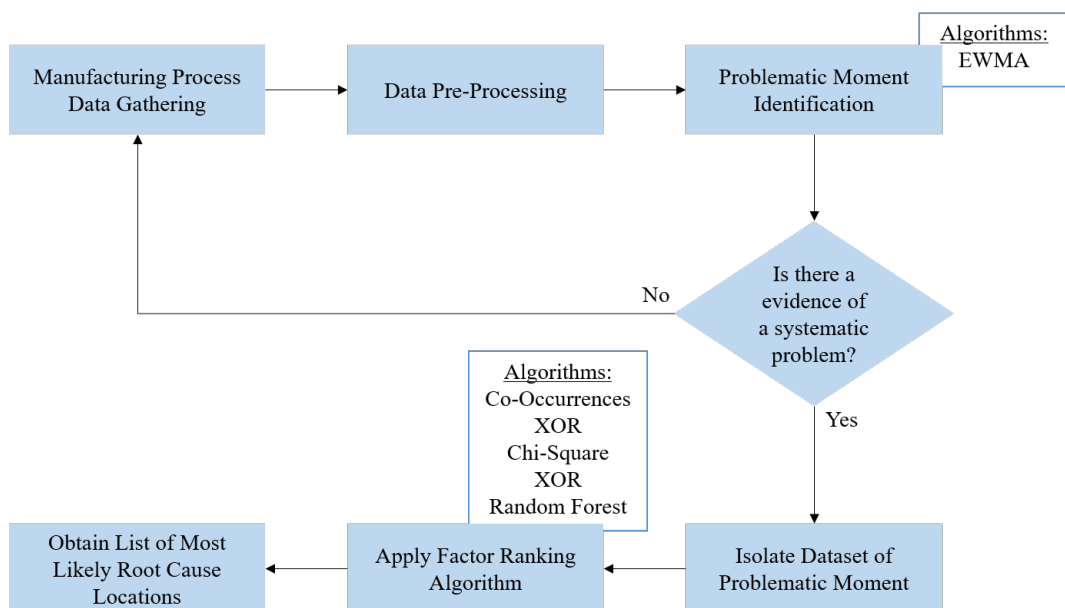 Manufacturing Process
Data Gathering
Data Pre-Processing
Problematic Moment
Identification
Algorithms:
EWMA
Is there a
evidence of
a systematic
problem?
No
Yes
Algorithms:
Co-Occurrences
XOR
Chi-Square
XOR
Random Forest
Obtain List of Most
Likely Root Cause
Locations
Apply Factor Ranking
Algorithm
Isolate Dataset of
Problematic Moment